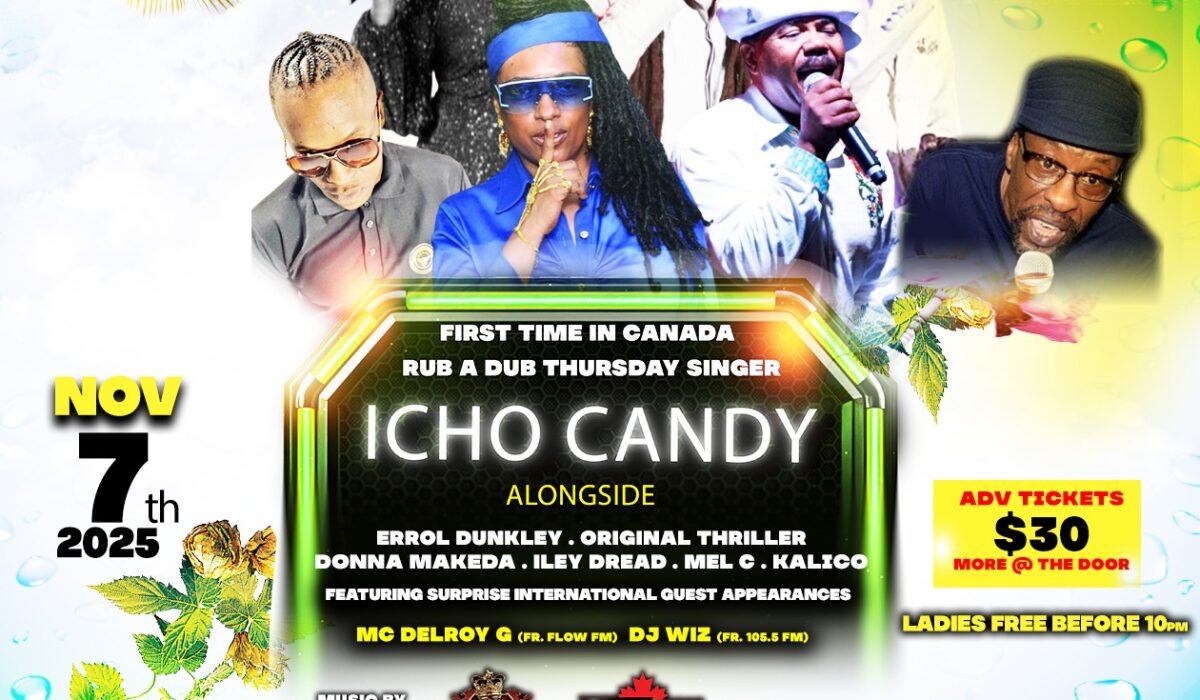 FIRST TIME IN CANADA
RUB A DUB THURSDAY SINGER
ICHO CANDY
ALONGSIDE
ERROL DUNKLEY . ORIGINAL THRILLER
DONNA MAKEDA . ILEY DREAD . MEL C . KALICO
FEATURING SURPRISE INTERNATIONAL GUEST APPEARANCES
MC DELROY G (FR. FLOW FM) DJ WIZ (FR. 105.5 FM)
MUSIC BY
NOV
7th
2025
ADV TICKETS
$30
MORE @ THE DOOR
LADIES FREE BEFORE 10PM